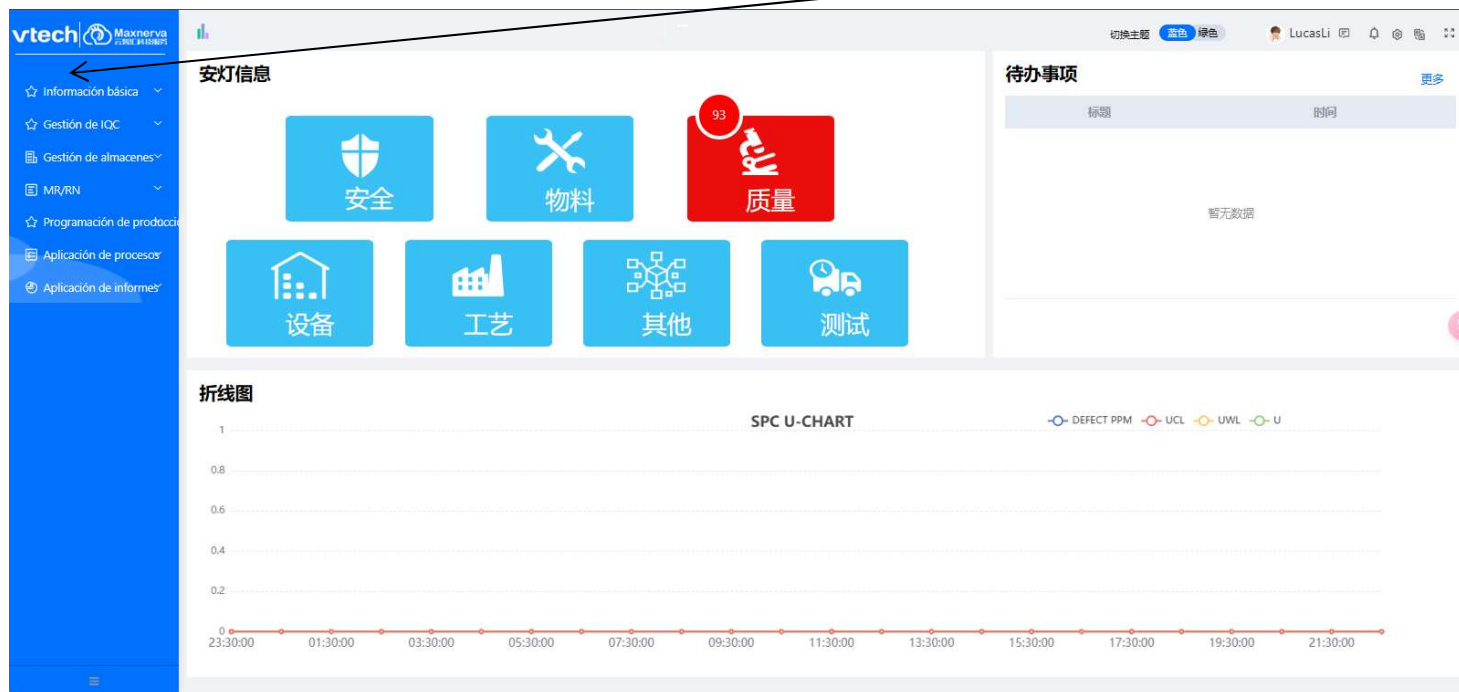 vtech Maxnerva
切换主题 蓝色 绿色 LucasLi
Información básica
Gestión de IQC
Gestión de almacenes
MR/RN
Programación de producció
Aplicación de procesos
Aplicación de informes
安灯信息
93
安全 物料 质量
设备 工艺 其他 测试
待办事项 更多
标题 时间
暂无数据
折线图
SPC U-CHART
DEFECT PPM UCL UWL U
1
0.8
0.6
0.4
0.2
0
23:30:00 01:30:00 03:30:00 05:30:00 07:30:00 09:30:00 11:30:00 13:30:00 15:30:00 17:30:00 19:30:00 21:30:00